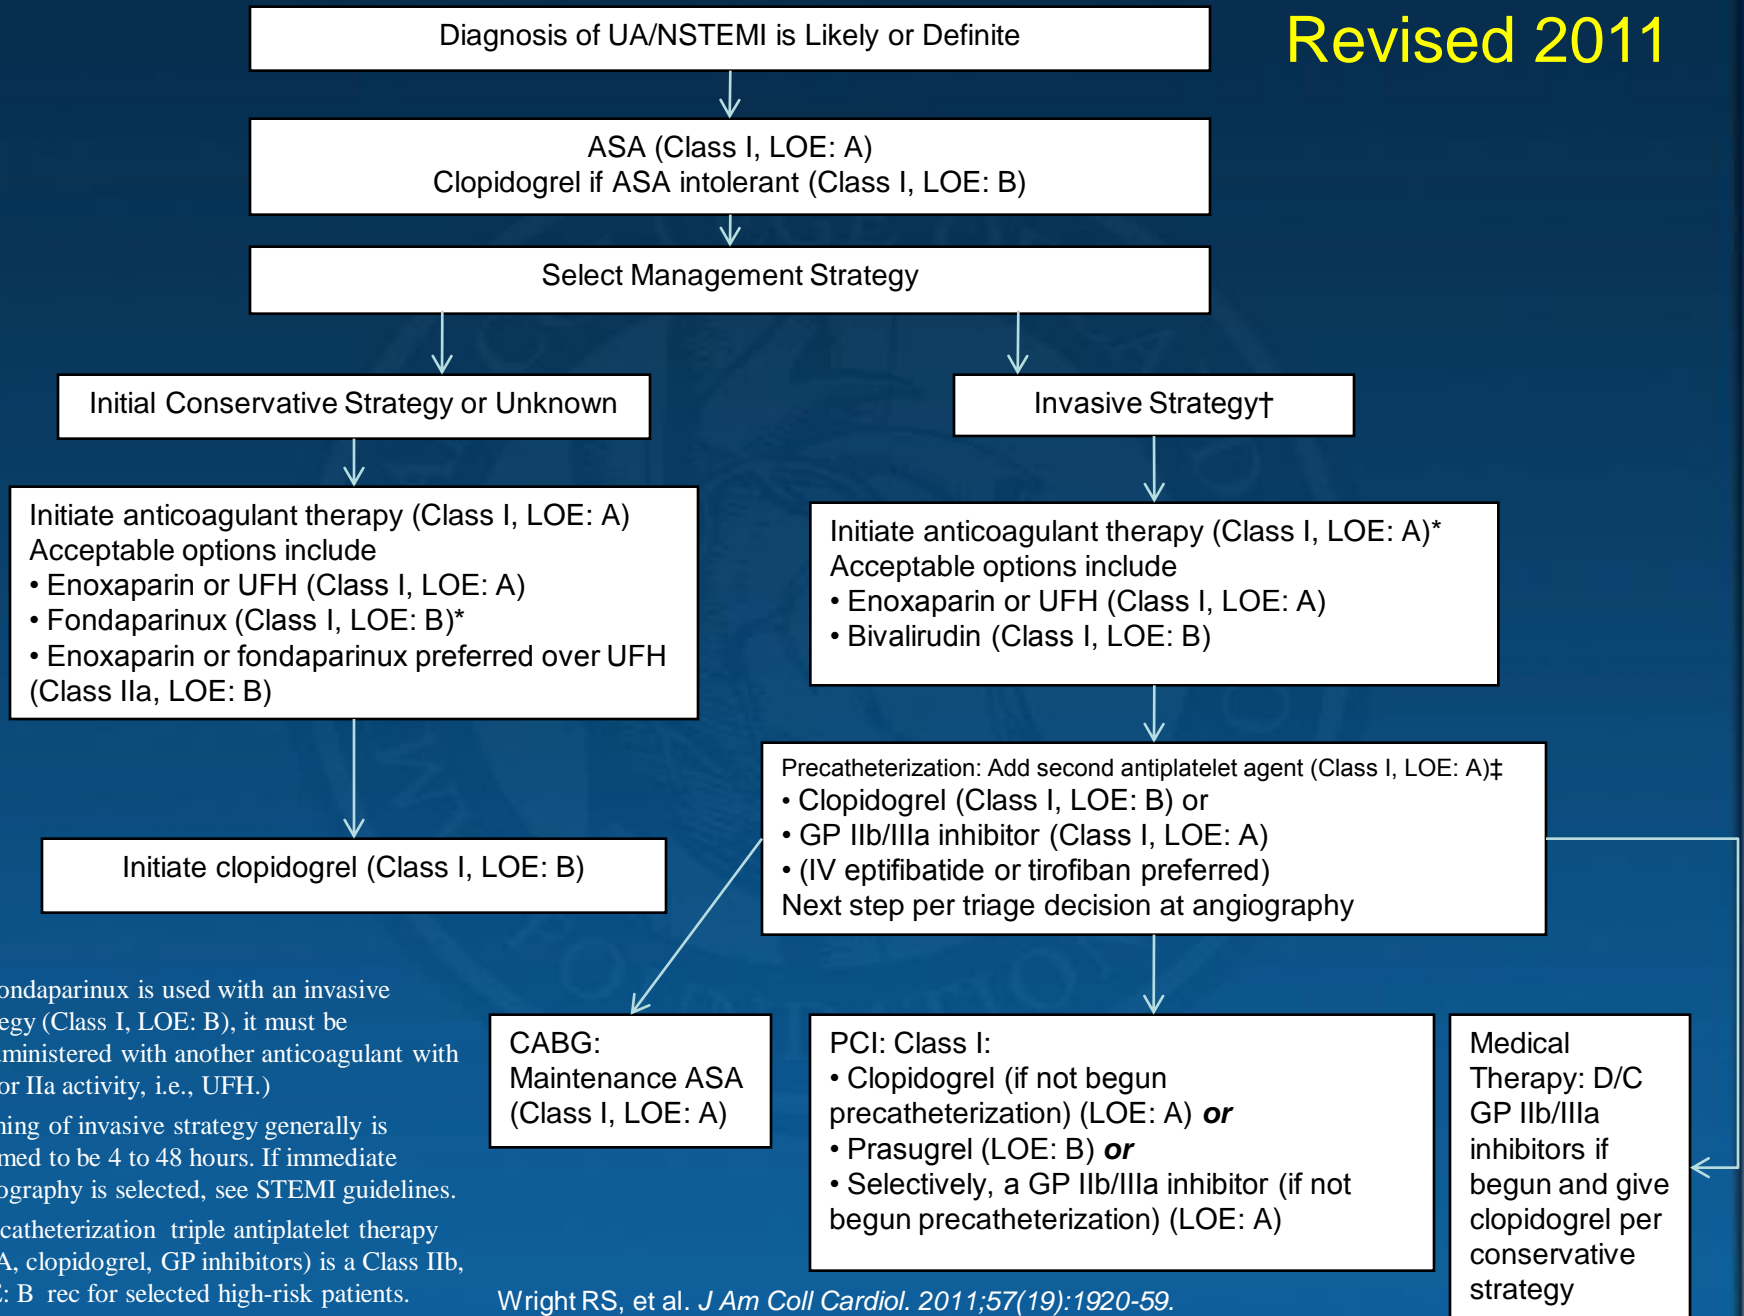 Revised 2011
Diagnosis of UA/NSTEMI is Likely or Definite
ASA (Class I, LOE: A)
Clopidogrel if ASA intolerant (Class I, LOE: B)
Select Management Strategy
Initial Conservative Strategy or Unknown
Invasive Strategy†
Initiate anticoagulant therapy (Class I, LOE: A)
Acceptable options include
• Enoxaparin or UFH (Class I, LOE: A)
• Fondaparinux (Class I, LOE: B)*
• Enoxaparin or fondaparinux preferred over UFH
(Class IIa, LOE: B)
Initiate anticoagulant therapy (Class I, LOE: A)*
Acceptable options include
• Enoxaparin or UFH (Class I, LOE: A)
• Bivalirudin (Class I, LOE: B)
Precatheterization: Add second antiplatelet agent (Class I, LOE: A)‡
• Clopidogrel (Class I, LOE: B) or
• GP IIb/IIIa inhibitor (Class I, LOE: A)
• (IV eptifibatide or tirofiban preferred)
Next step per triage decision at angiography
Initiate clopidogrel (Class I, LOE: B)
ondaparinux is used with an invasive
egy (Class I, LOE: B), it must be
ministered with another anticoagulant with
or IIa activity, i.e., UFH.)
ning of invasive strategy generally is
med to be 4 to 48 hours. If immediate
ography is selected, see STEMI guidelines.
catheterization triple antiplatelet therapy
A, clopidogrel, GP inhibitors) is a Class IIb,
: B rec for selected high-risk patients.
CABG:
Maintenance ASA
(Class I, LOE: A)
PCI: Class I:
• Clopidogrel (if not begun
precatheterization) (LOE: A) or
• Prasugrel (LOE: B) or
• Selectively, a GP IIb/IIIa inhibitor (if not
begun precatheterization) (LOE: A)
Medical
Therapy: D/C
GP IIb/IIIa
inhibitors if
begun and give
clopidogrel per
conservative
strategy
Wright RS, et al. J Am Coll Cardiol. 2011;57(19):1920-59.